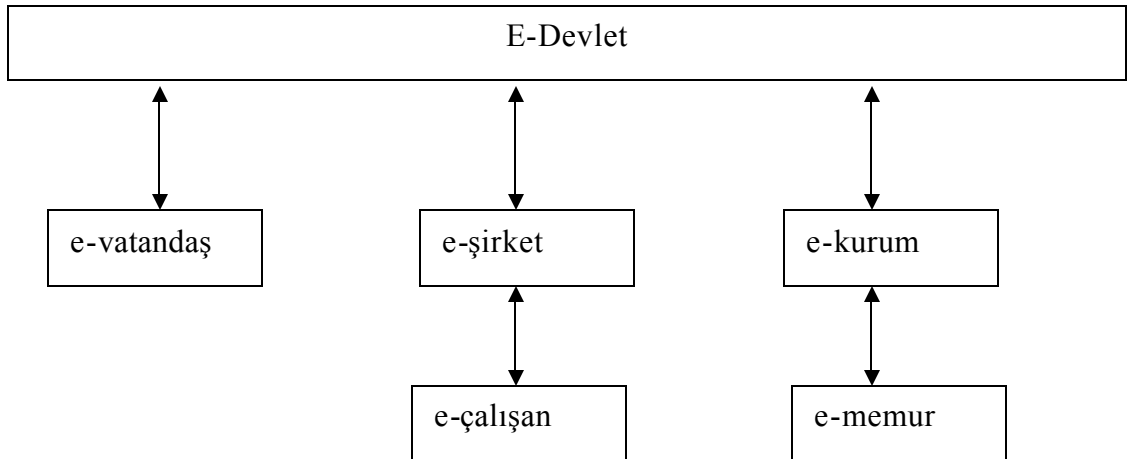 E-Devlet
e-vatandaş
e-şirket
e-kurum
e-çalışan
e-memur